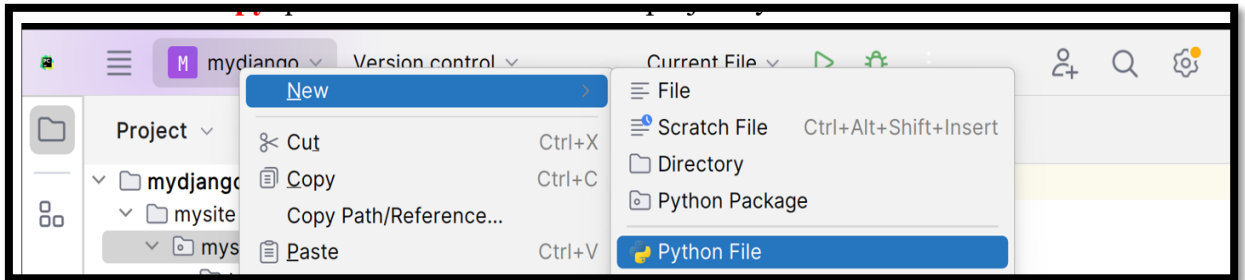 M mydjango Version control Current File
Project
New
Cut Ctrl+X
Copy Ctrl+C
Copy Path/Reference...
Paste Ctrl+V
File
Scratch File Ctrl+Alt+Shift+Insert
Directory
Python Package
Python File
mydjango
mysite
mys